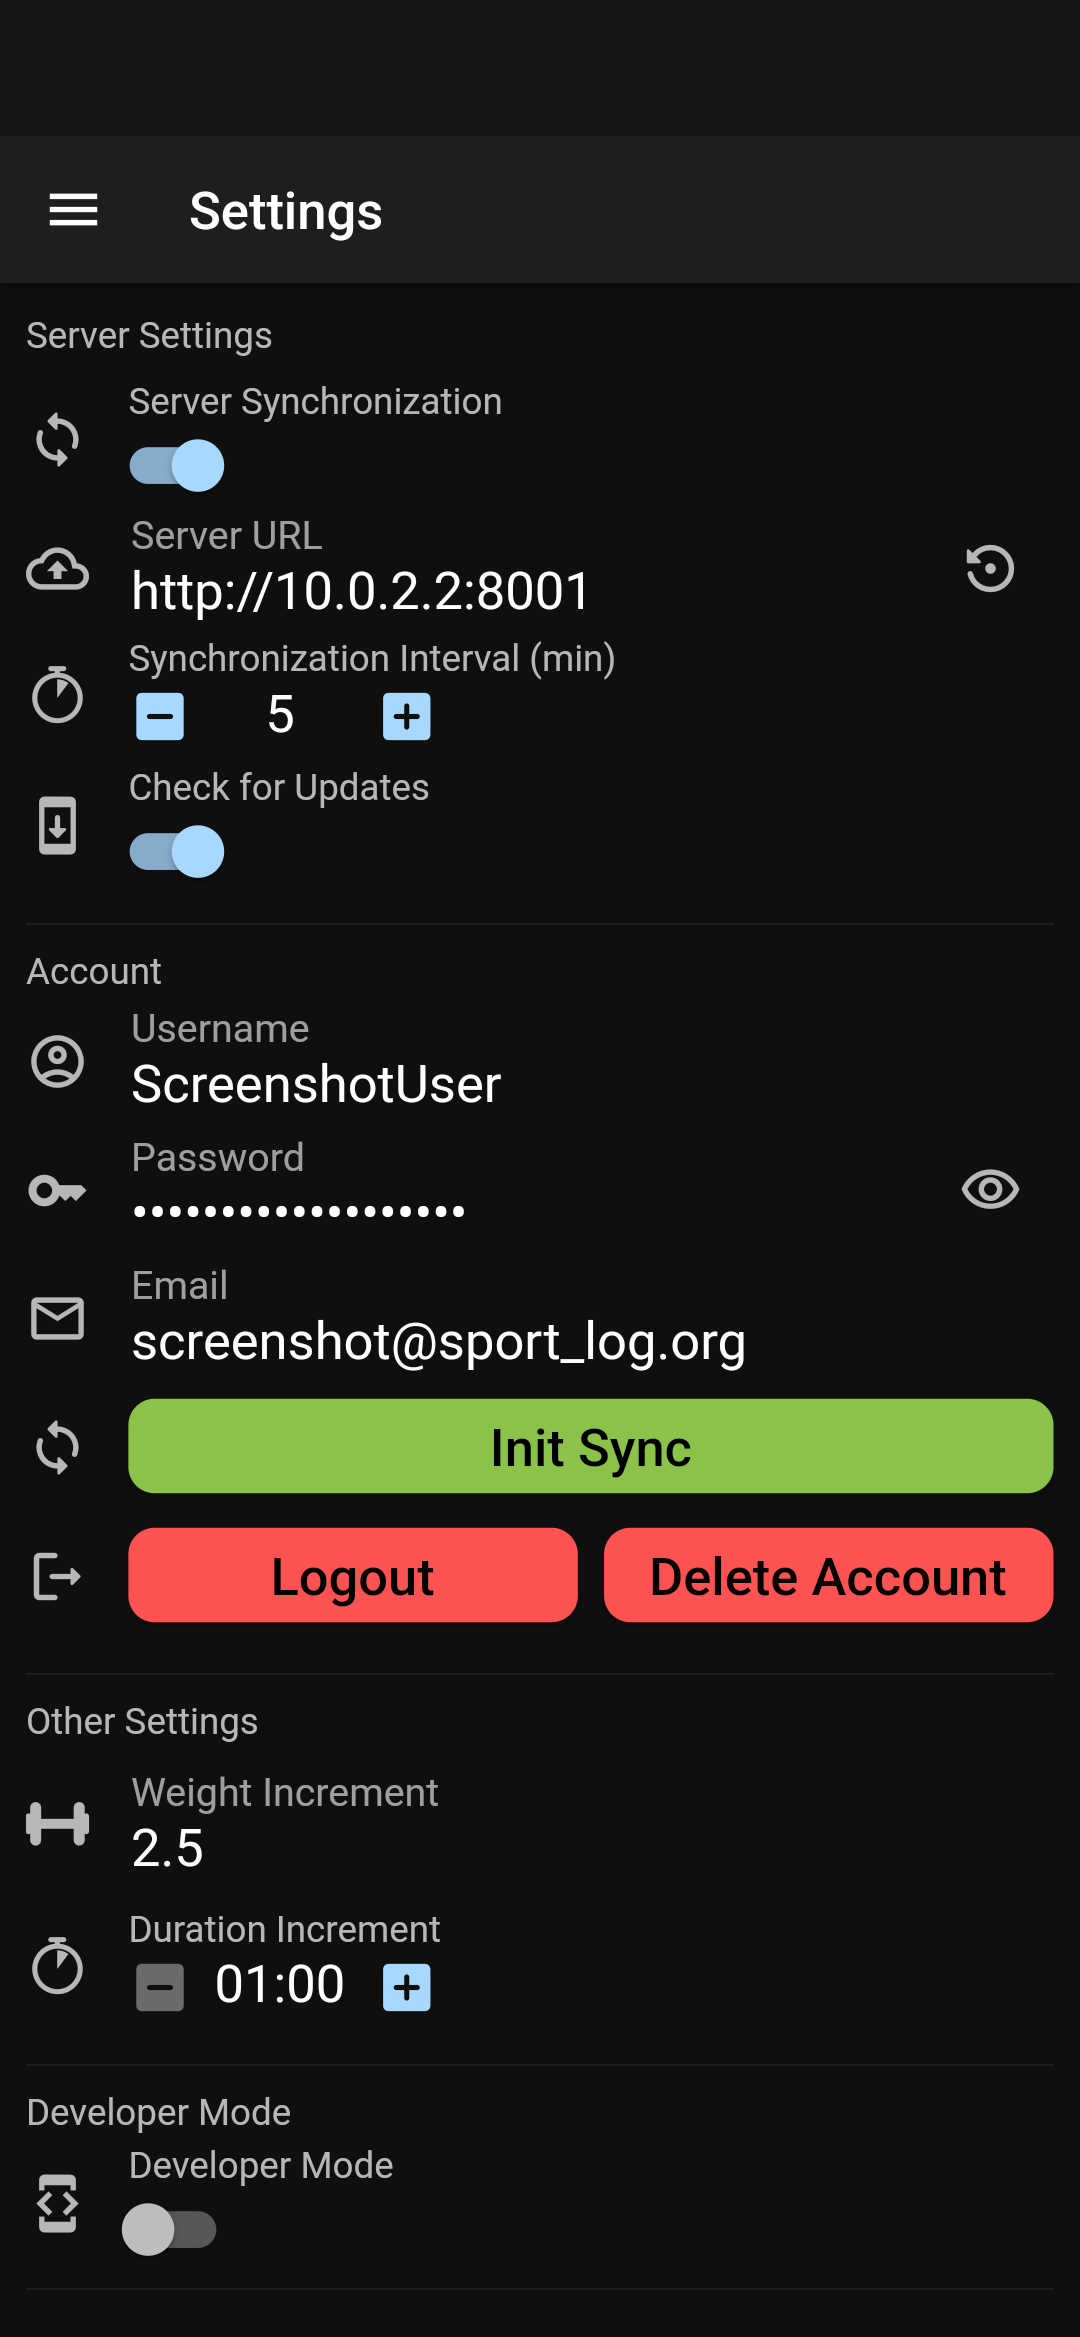 Settings
Server Settings
Server Synchronization
Server URL
http://10.0.2.2:8001
Synchronization Interval (min)
5
Check for Updates
Account
Username
ScreenshotUser
Password
•••••••••••••••••••
Email
screenshot@sport_log.org
Init Sync
Logout Delete Account
Other Settings
Weight Increment
2.5
Duration Increment
01:00
Developer Mode
Developer Mode